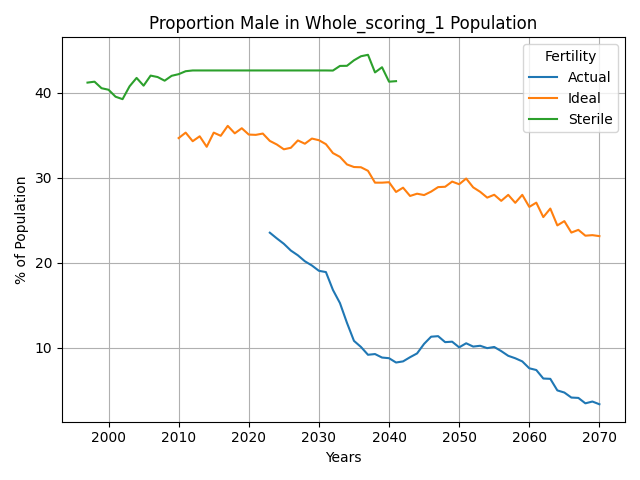 Proportion Male in Whole_scoring_1 Population
Fertility
Actual
Ideal
Sterile
% of Population
40
30
20
10
2000 2010 2020 2030 2040 2050 2060 2070
Years